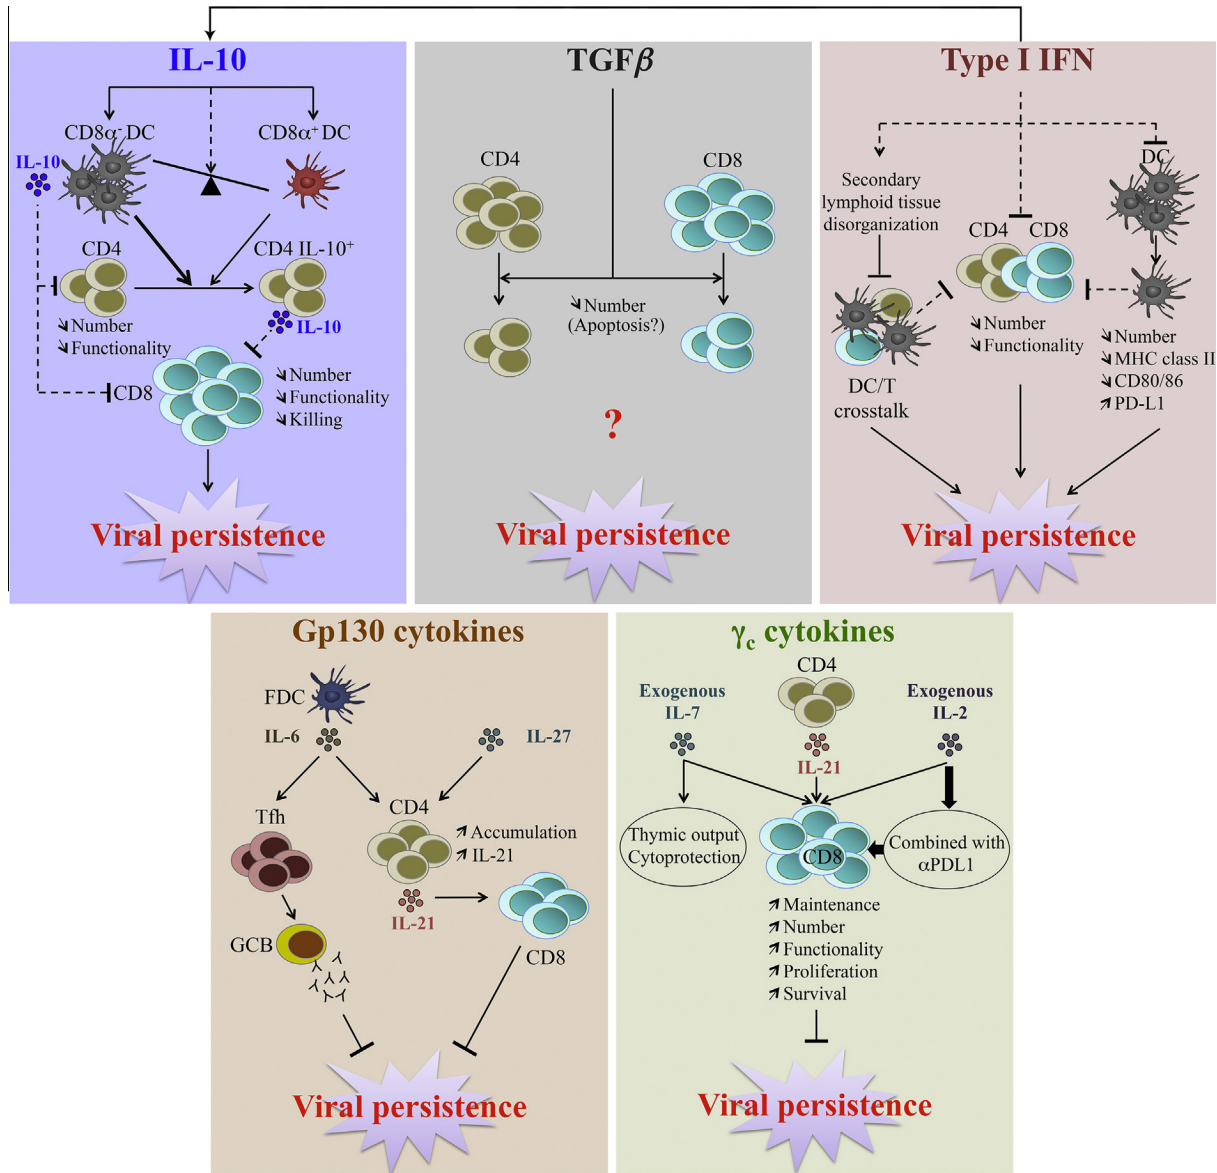 IL-10
CD8α⁻ DC
CD8α⁺ DC
IL-10
CD4
CD4 IL-10⁺
↘ Number
↘ Functionality
IL-10
CD8
↘ Number
↘ Functionality
↘ Killing
Viral persistence
TGFβ
CD4
CD8
↘ Number
(Apoptosis?)
?
Viral persistence
Type I IFN
Secondary
lymphoid tissue
disorganization
DC
CD4
CD8
↘ Number
↘ Functionality
DC/T
crosstalk
↘ Number
↘ MHC class II
↘ CD80/86
↗ PD-L1
Viral persistence
Gp130 cytokines
FDC
IL-6
IL-27
Tfh
CD4
↗ Accumulation
↗ IL-21
IL-21
GCB
CD8
Viral persistence
γc cytokines
CD4
Exogenous
IL-7
IL-21
Exogenous
IL-2
Thymic output
Cytoprotection
CD8
Combined with
αPDL1
↗ Maintenance
↗ Number
↗ Functionality
↗ Proliferation
↗ Survival
Viral persistence